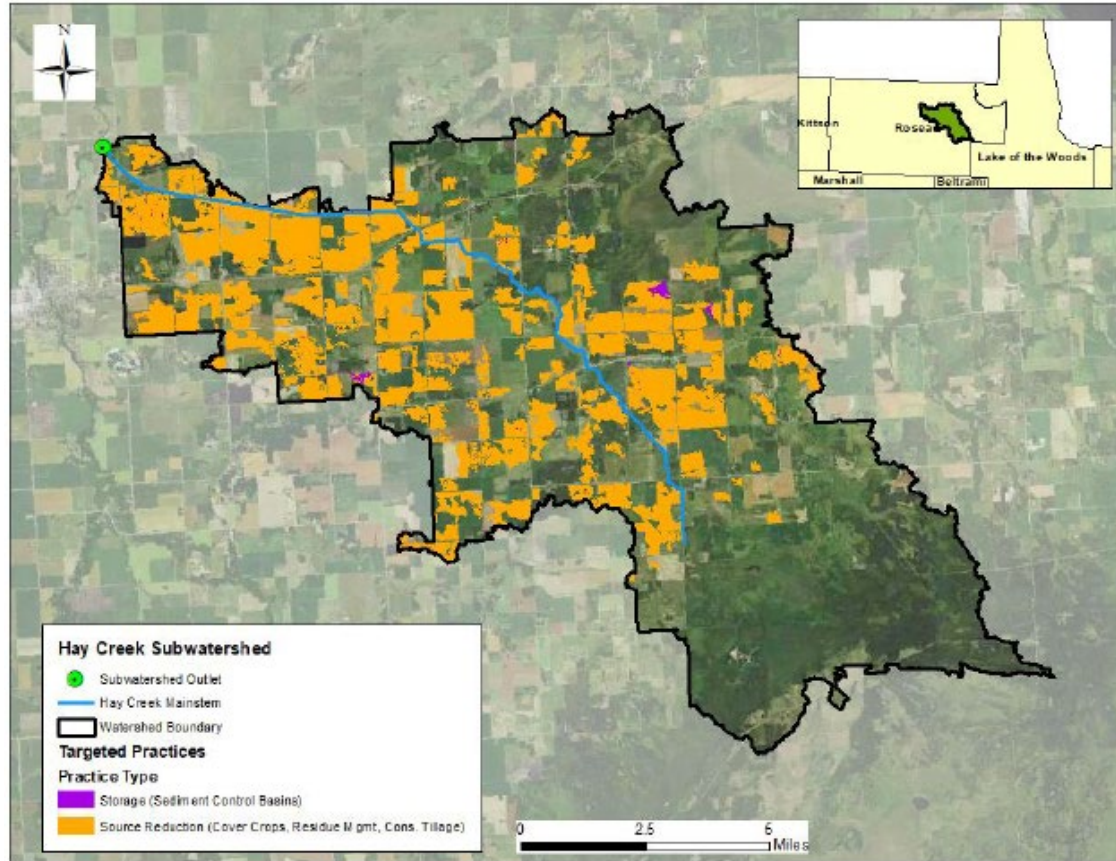 N
Kittson
Roseau
Lake of the Woods
Marshall
Beltrami
Hay Creek Subwatershed
Subwatershed Outlet
Hay Creek Mainstem
Watershed Boundary
Targeted Practices
Practice Type
Storage (Sediment Control Basins)
Source Reduction (Cover Crops, Residue Mgmt, Cons. Tillage)
0 2.5 5
Miles